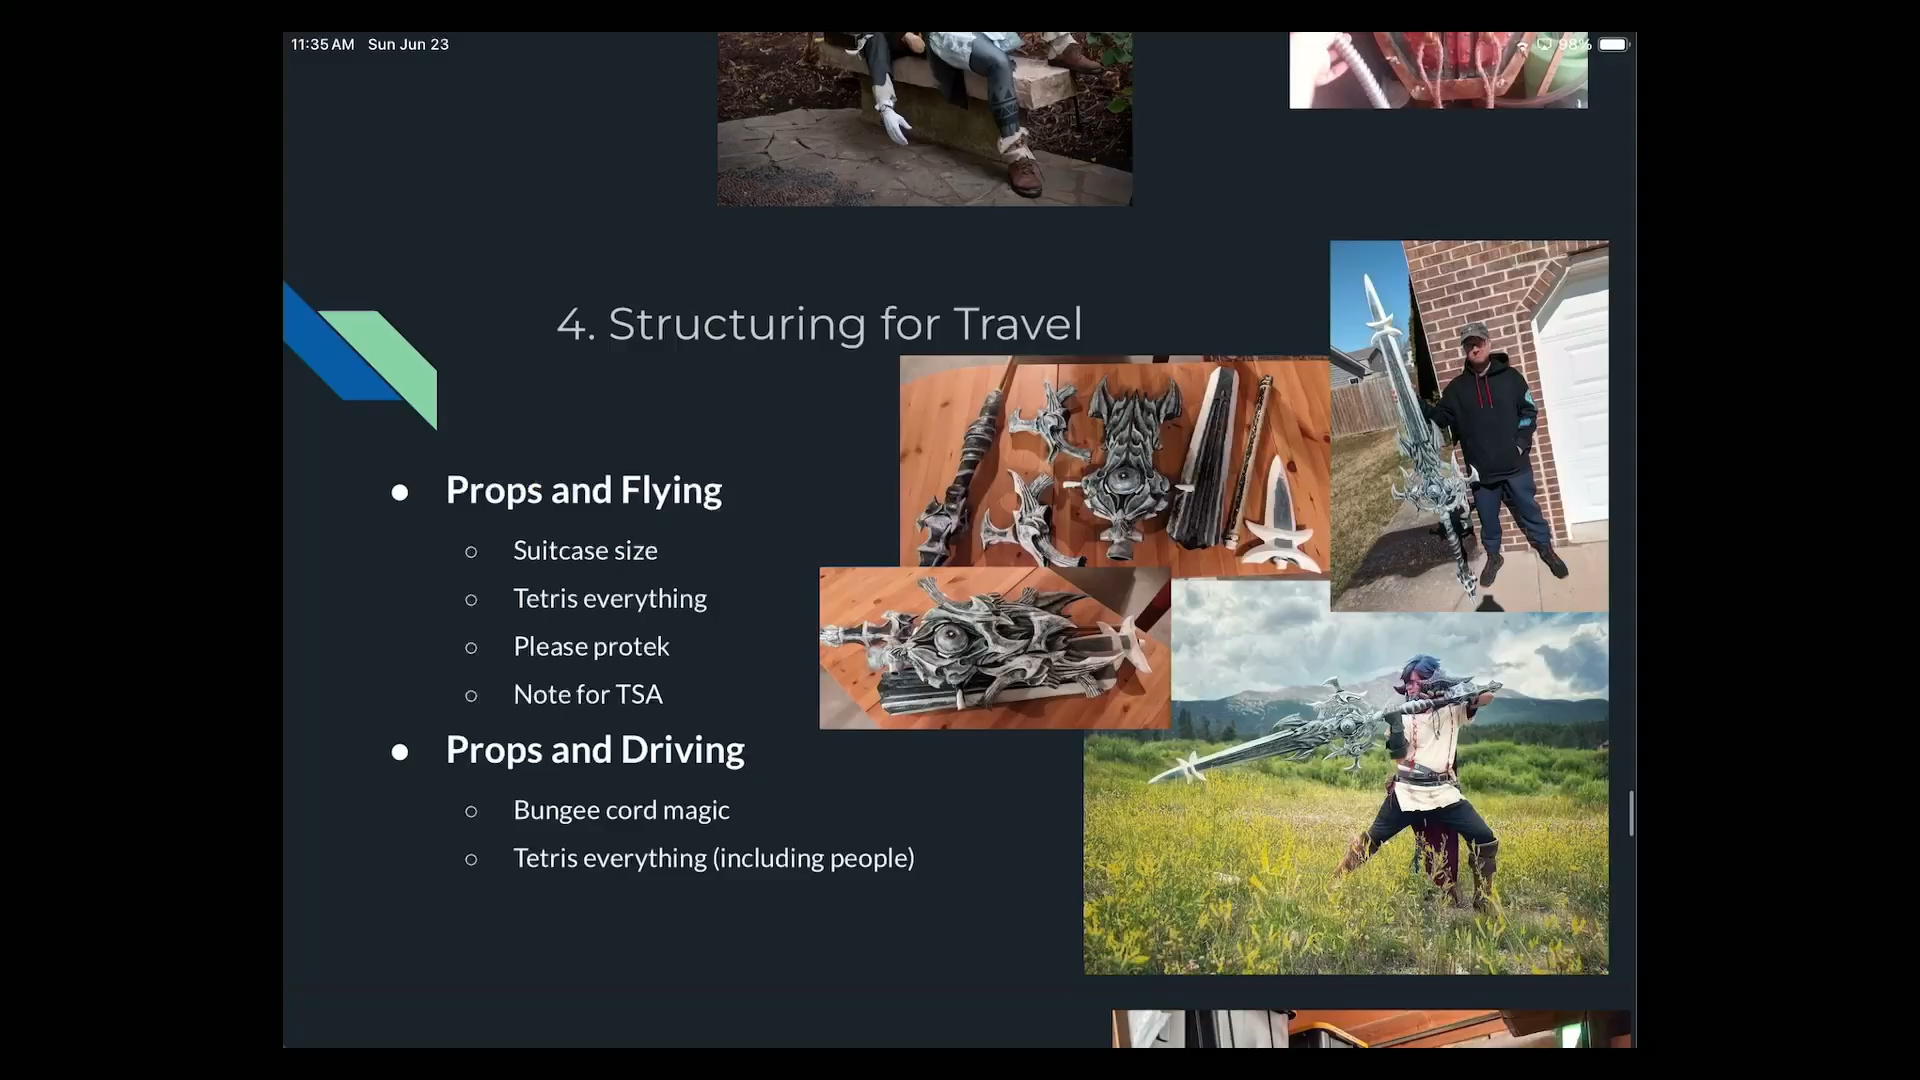 11:35 AM Sun Jun 23
98%
4. Structuring for Travel
● Props and Flying
○ Suitcase size
○ Tetris everything
○ Please protek
○ Note for TSA
● Props and Driving
○ Bungee cord magic
○ Tetris everything (including people)